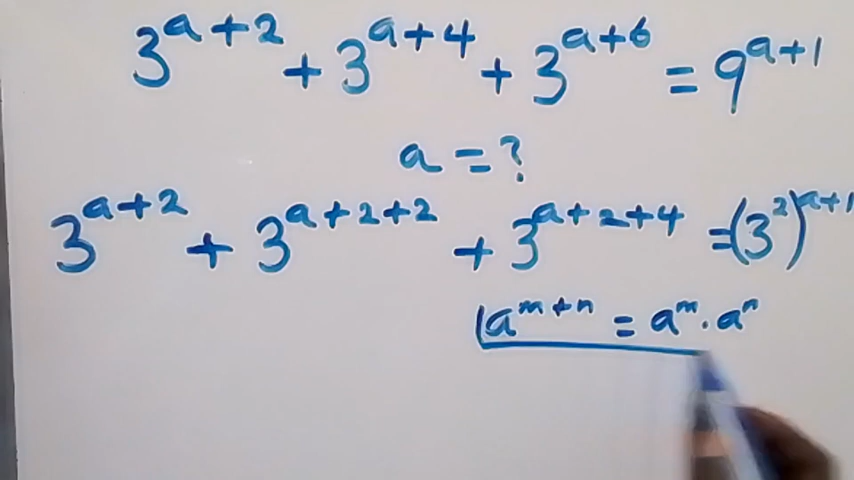 3^{a+2} + 3^{a+4} + 3^{a+6} = 9^{a+1}
a = ?
3^{a+2} + 3^{a+2+2} + 3^{a+2+4} = (3^2)^{a+1}
a^{m+n} = a^m · a^n